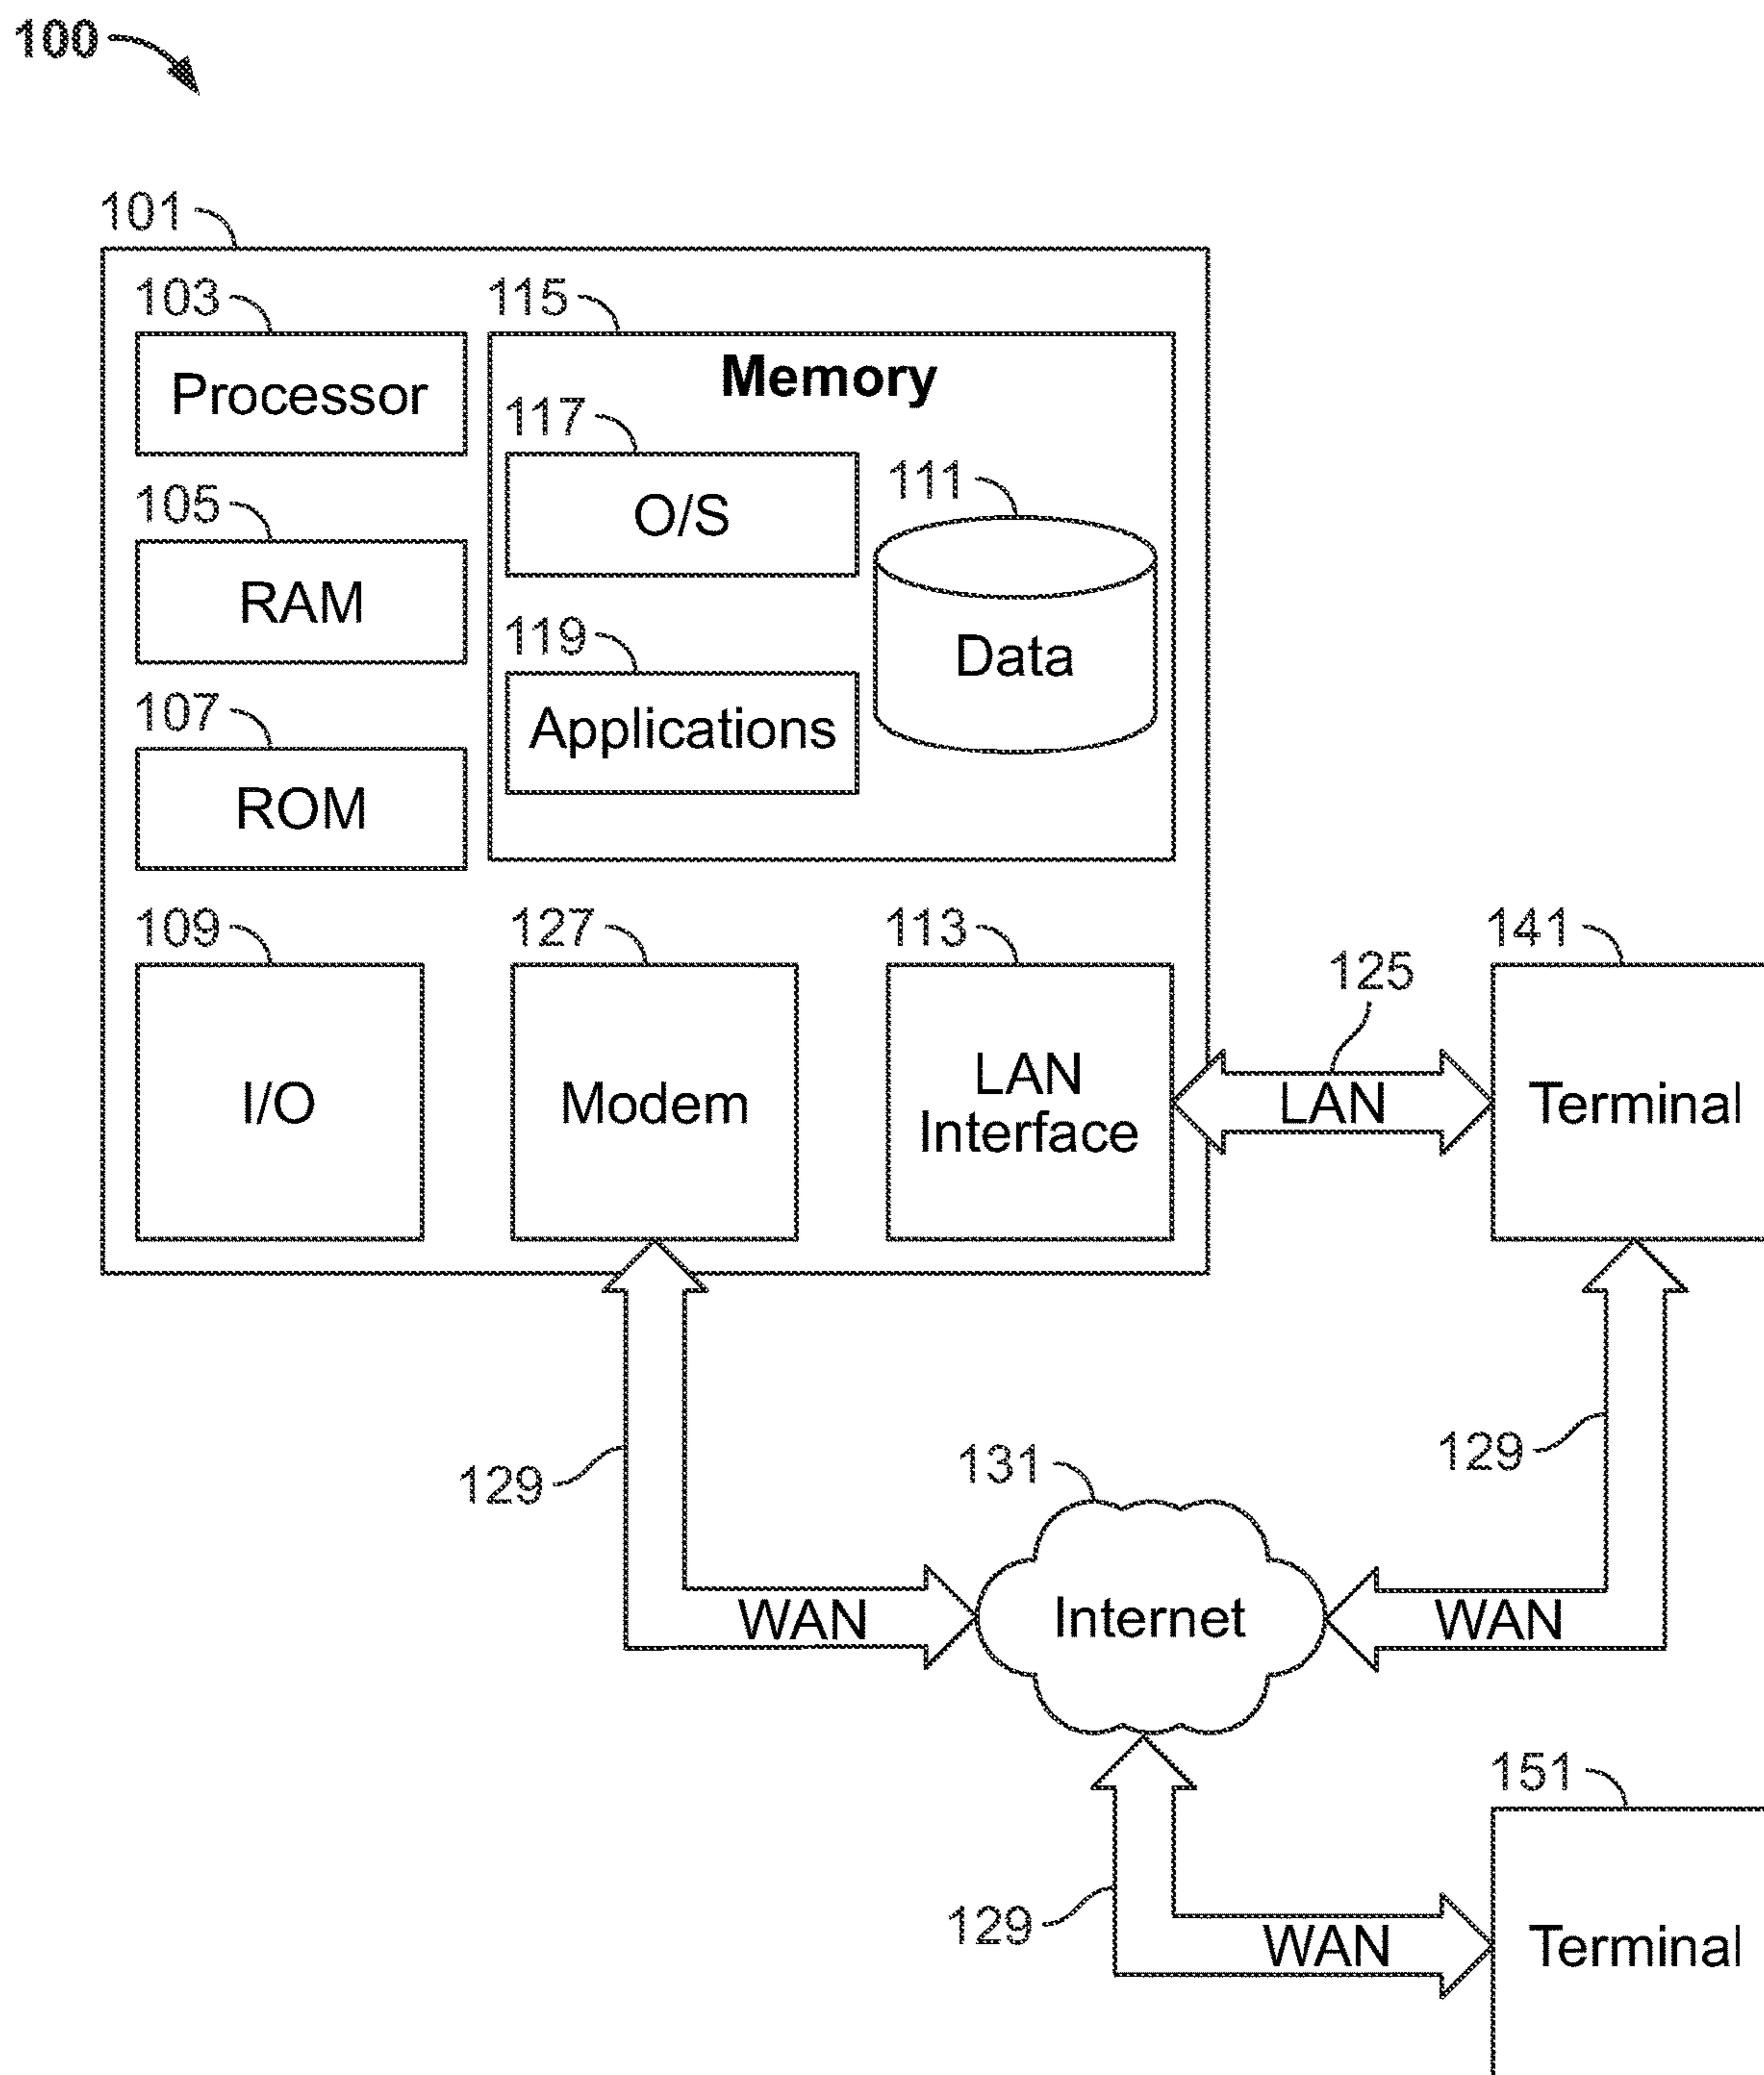 100
101
103
Processor
115
Memory
117
O/S
111
Data
105
RAM
119
Applications
107
ROM
109
I/O
127
Modem
113
LAN
Interface
125
LAN
141
Terminal
129
WAN
131
Internet
129
WAN
129
WAN
151
Terminal